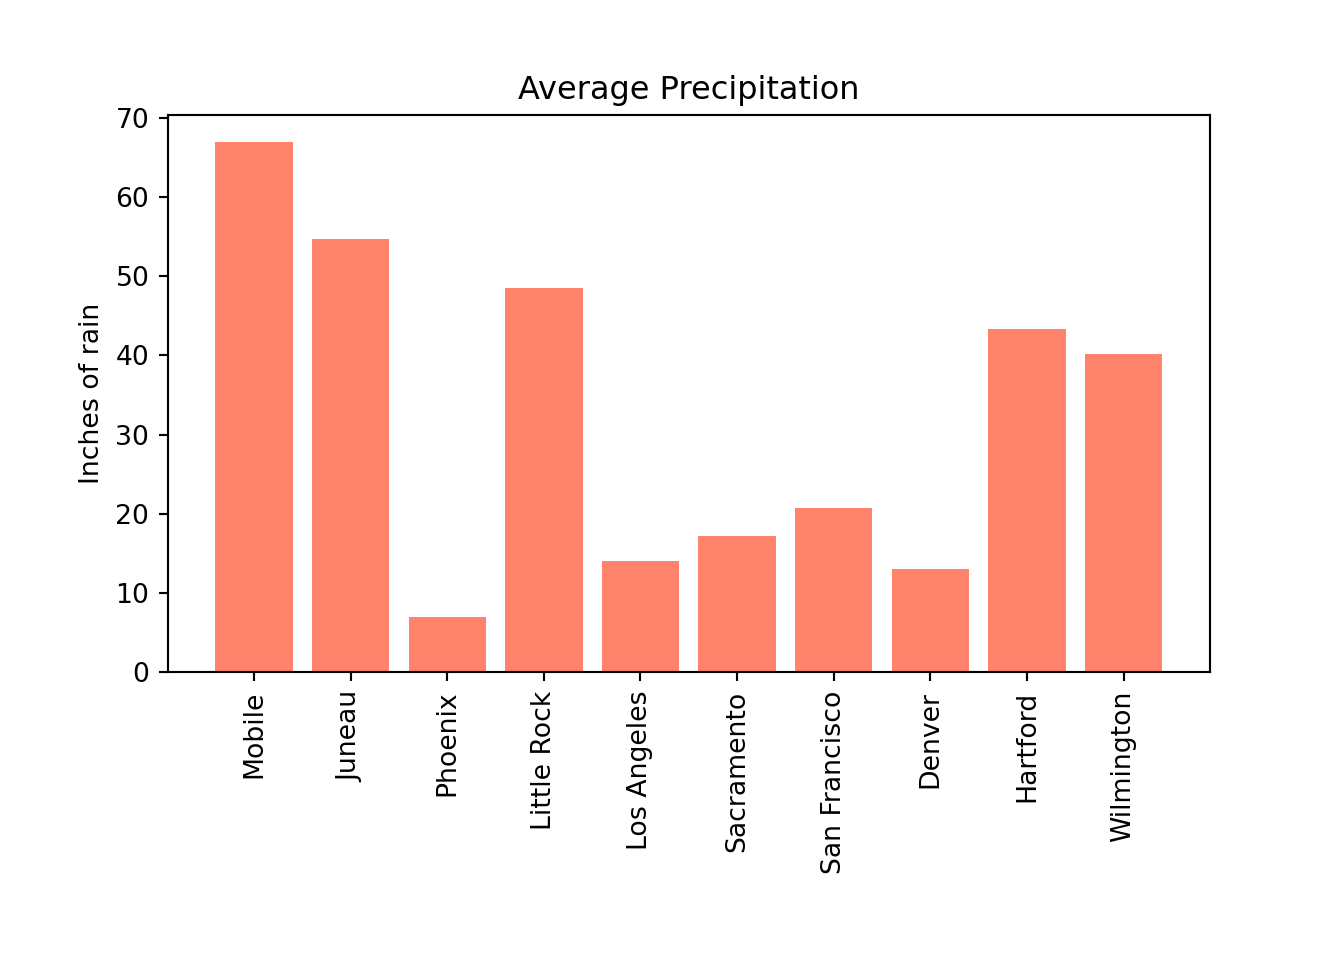 Average Precipitation
Inches of rain
70
60
50
40
30
20
10
0
Mobile
Juneau
Phoenix
Little Rock
Los Angeles
Sacramento
San Francisco
Denver
Hartford
Wilmington